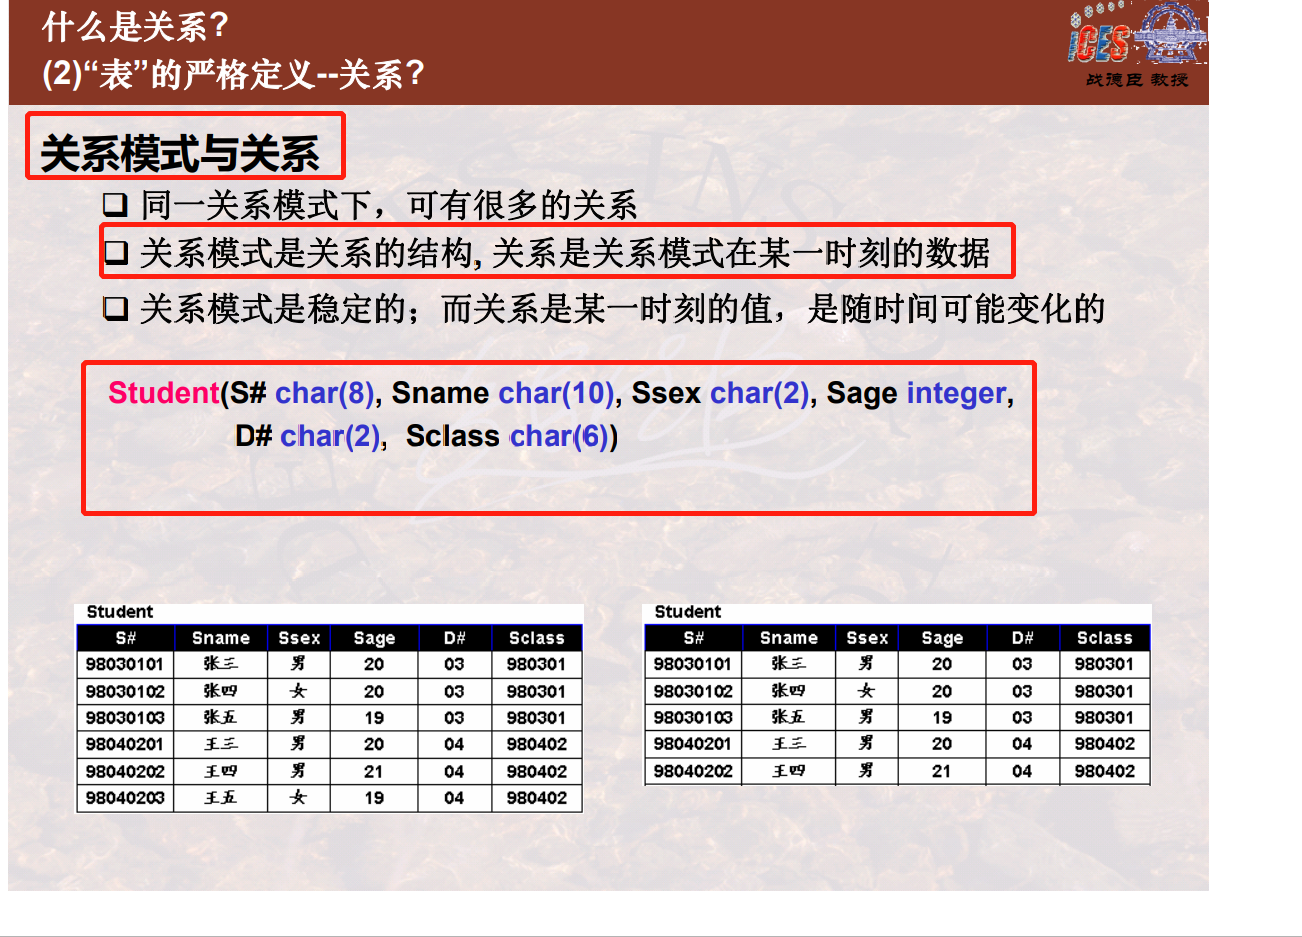 什么是关系?
(2)“表”的严格定义--关系?
iCES
战德臣 教授
关系模式与关系
❑ 同一关系模式下，可有很多的关系
❑ 关系模式是关系的结构, 关系是关系模式在某一时刻的数据
❑ 关系模式是稳定的；而关系是某一时刻的值，是随时间可能变化的
Student(S# char(8), Sname char(10), Ssex char(2), Sage integer,
D# char(2), Sclass char(6))
Student
S# Sname Ssex Sage D# Sclass
98030101 张三 男 20 03 980301
98030102 张四 女 20 03 980301
98030103 张五 男 19 03 980301
98040201 王三 男 20 04 980402
98040202 王四 男 21 04 980402
98040203 王五 女 19 04 980402
Student
S# Sname Ssex Sage D# Sclass
98030101 张三 男 20 03 980301
98030102 张四 女 20 03 980301
98030103 张五 男 19 03 980301
98040201 王三 男 20 04 980402
98040202 王四 男 21 04 980402